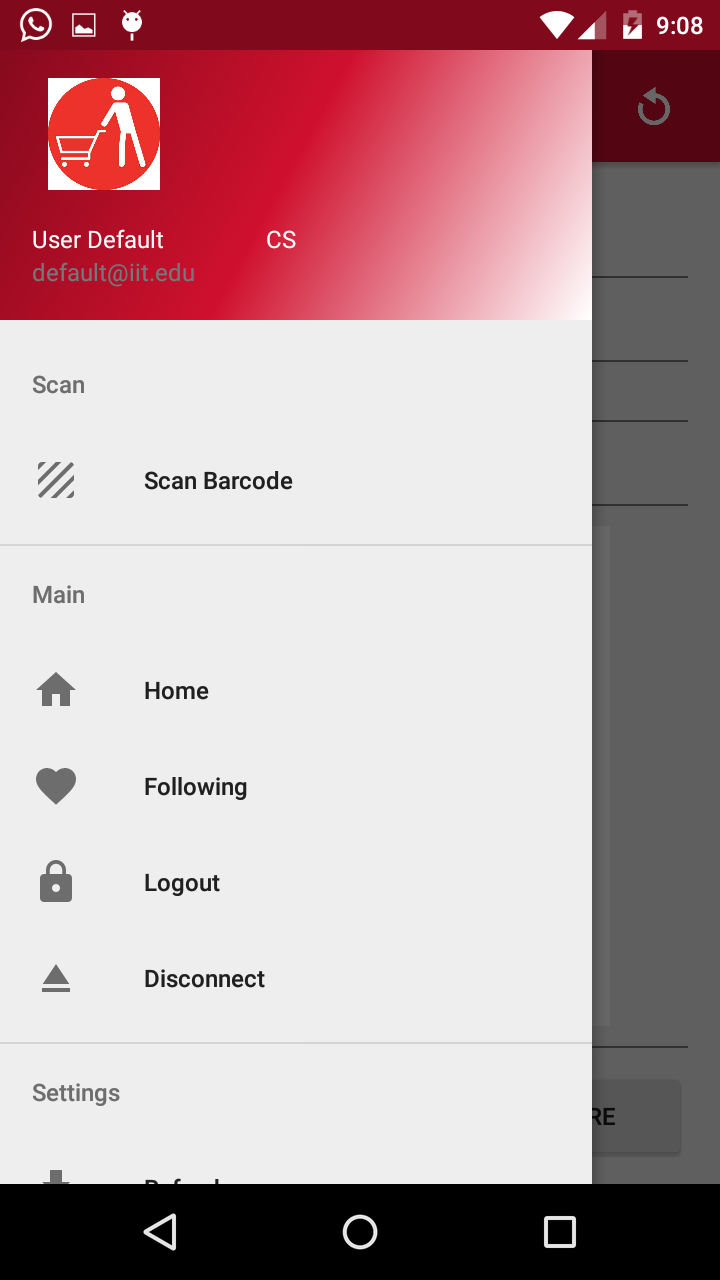 9:08
User Default CS
default@iit.edu
Scan
Scan Barcode
Main
Home
Following
Logout
Disconnect
Settings
RE